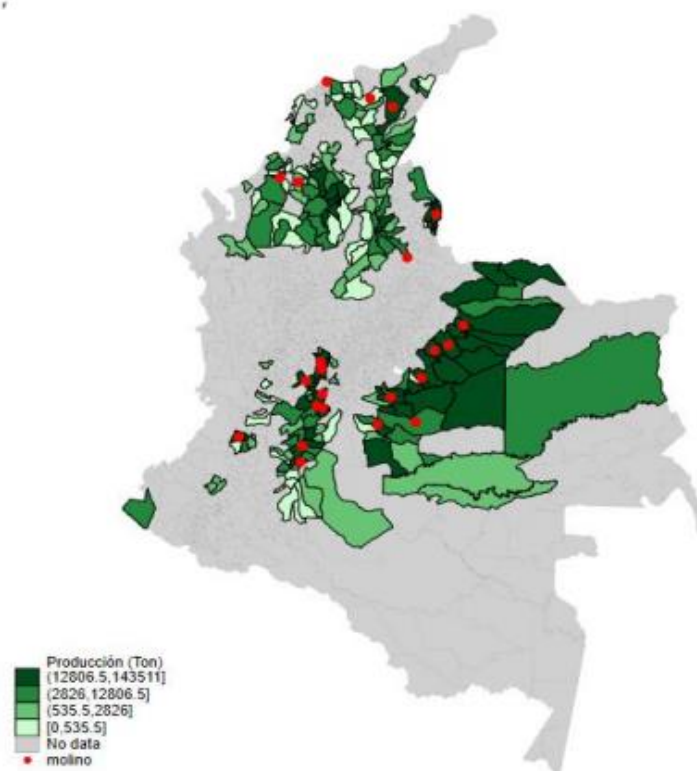 Producción (Ton)
(12806.5,143511]
(2826,12806.5]
(535.5,2826]
[0,535.5]
No data
molino